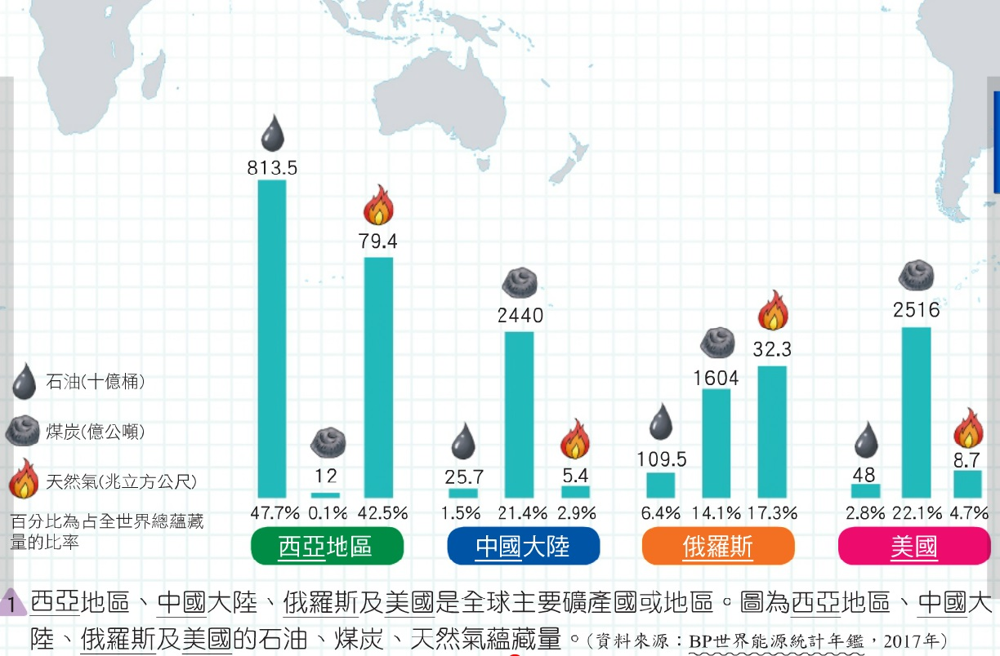 813.5
79.4
2440
2516
32.3
1604
石油(十億桶)
煤炭(億公噸)
12
25.7
5.4
109.5
48
8.7
天然氣(兆立方公尺)
47.7% 0.1% 42.5% 1.5% 21.4% 2.9% 6.4% 14.1% 17.3% 2.8% 22.1% 4.7%
百分比為占全世界總蘊藏
量的比率
西亞地區 中國大陸 俄羅斯 美國
1 西亞地區、中國大陸、俄羅斯及美國是全球主要礦產國或地區。圖為西亞地區、中國大
陸、俄羅斯及美國的石油、煤炭、天然氣蘊藏量。(資料來源：BP世界能源統計年鑑，2017年)